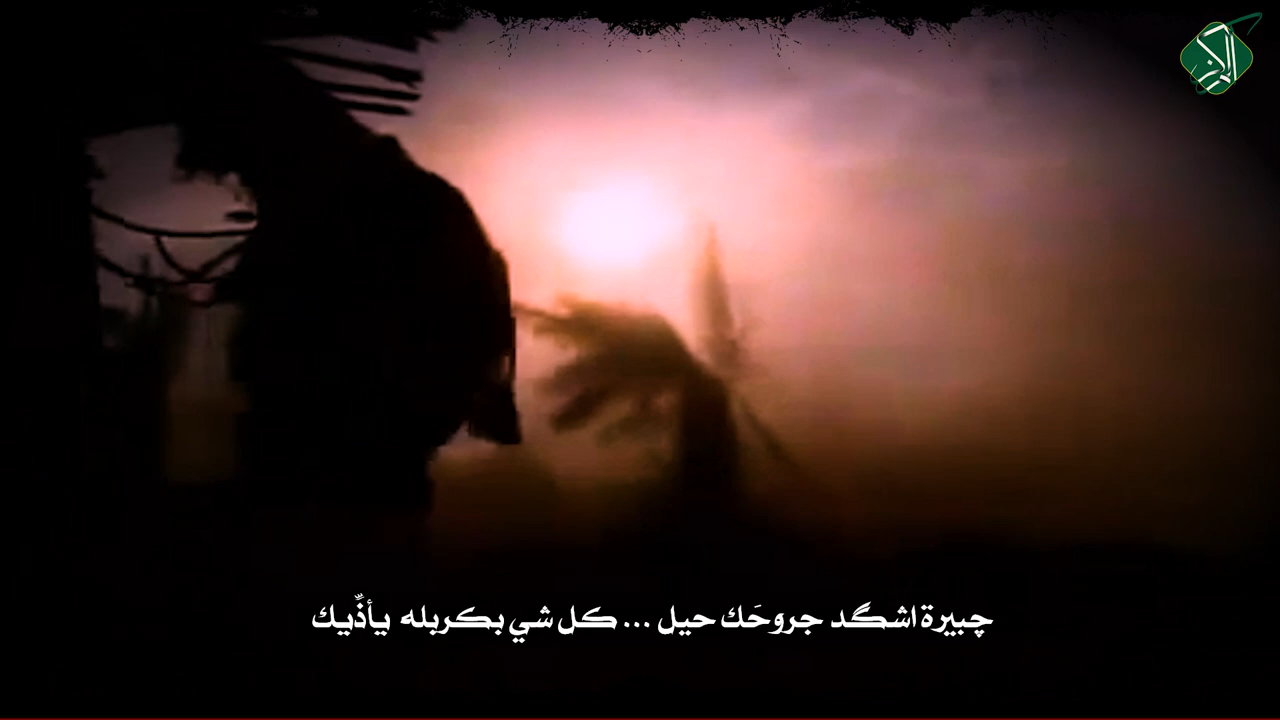 چبيرة اشگد جروحَك حيل ... كل شي بكربله يأذِّيك